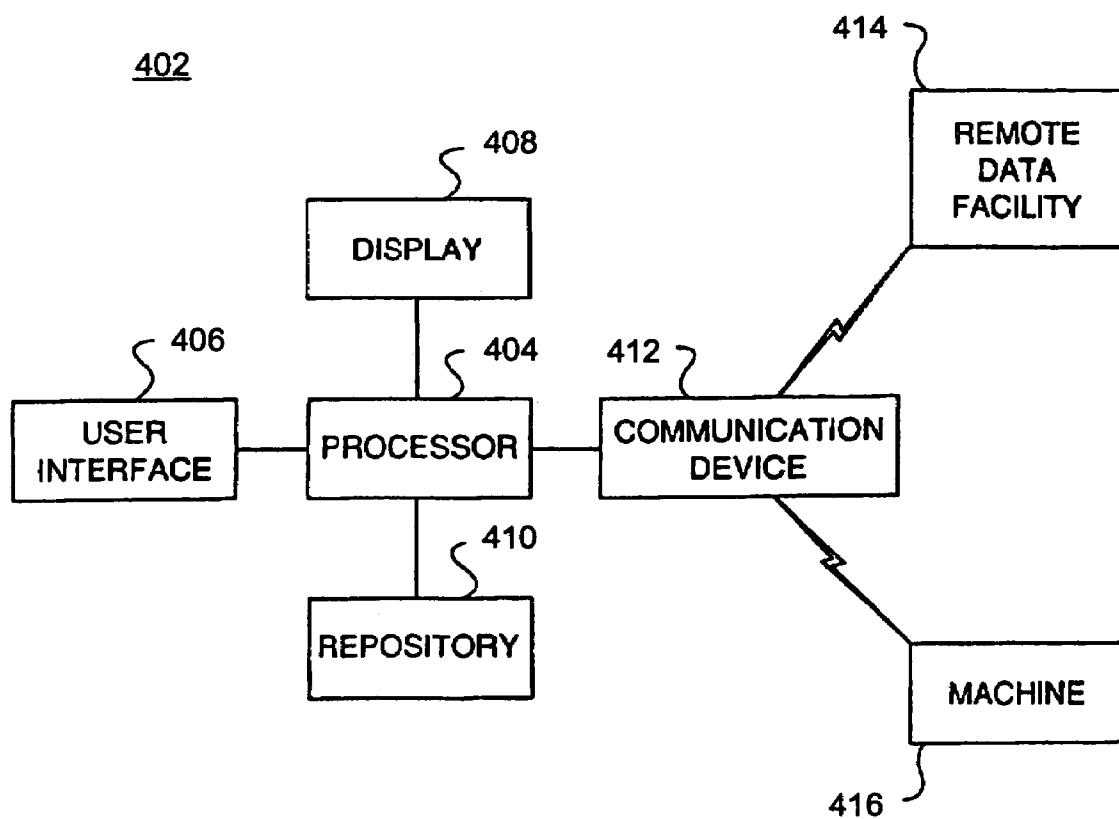 414
402
REMOTE
DATA
FACILITY
408
DISPLAY
406
404
412
USER
INTERFACE
PROCESSOR
COMMUNICATION
DEVICE
410
REPOSITORY
MACHINE
416